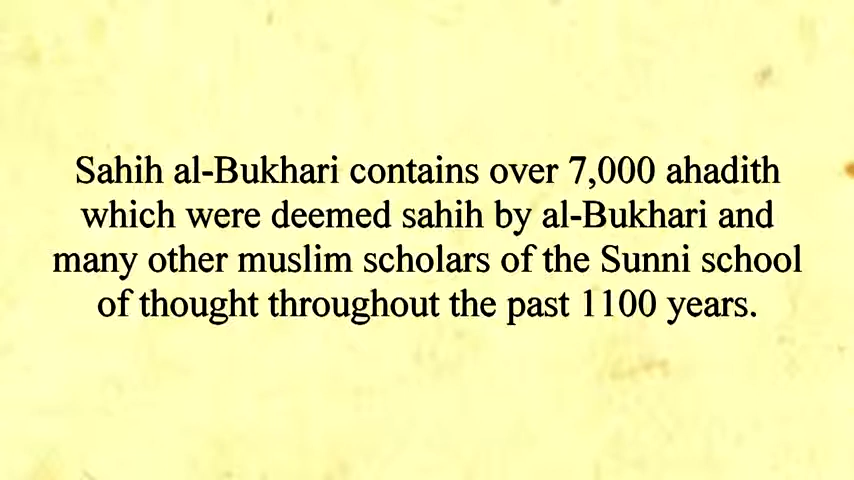 Sahih al-Bukhari contains over 7,000 ahadith
which were deemed sahih by al-Bukhari and
many other muslim scholars of the Sunni school
of thought throughout the past 1100 years.